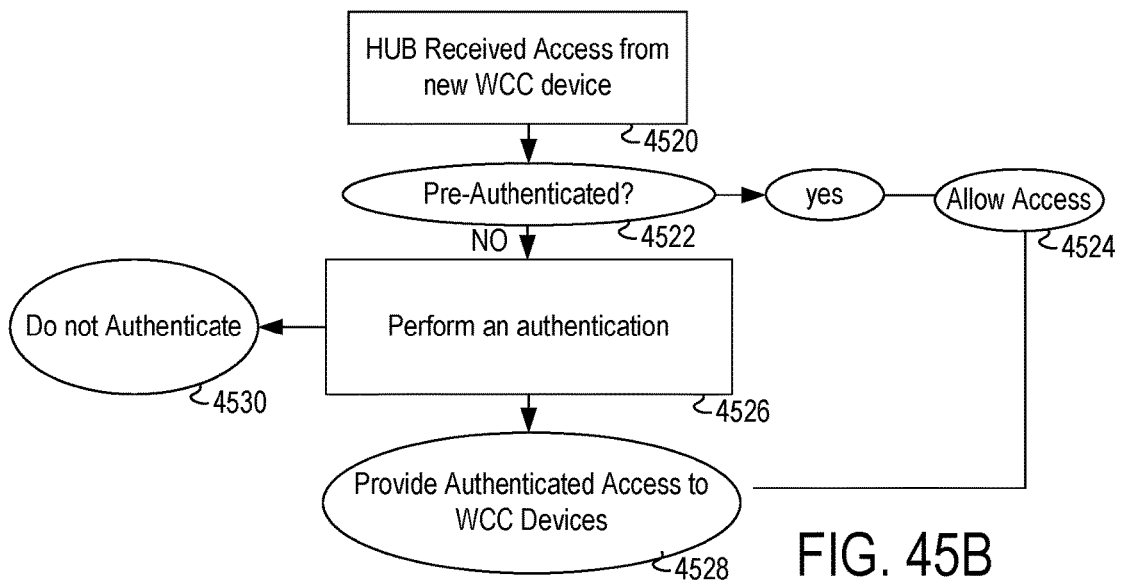 HUB Received Access from
new WCC device
4520
Pre-Authenticated?
yes
Allow Access
4522
4524
NO
Do not Authenticate
Perform an authentication
4530
4526
Provide Authenticated Access to
WCC Devices
4528
FIG. 45B